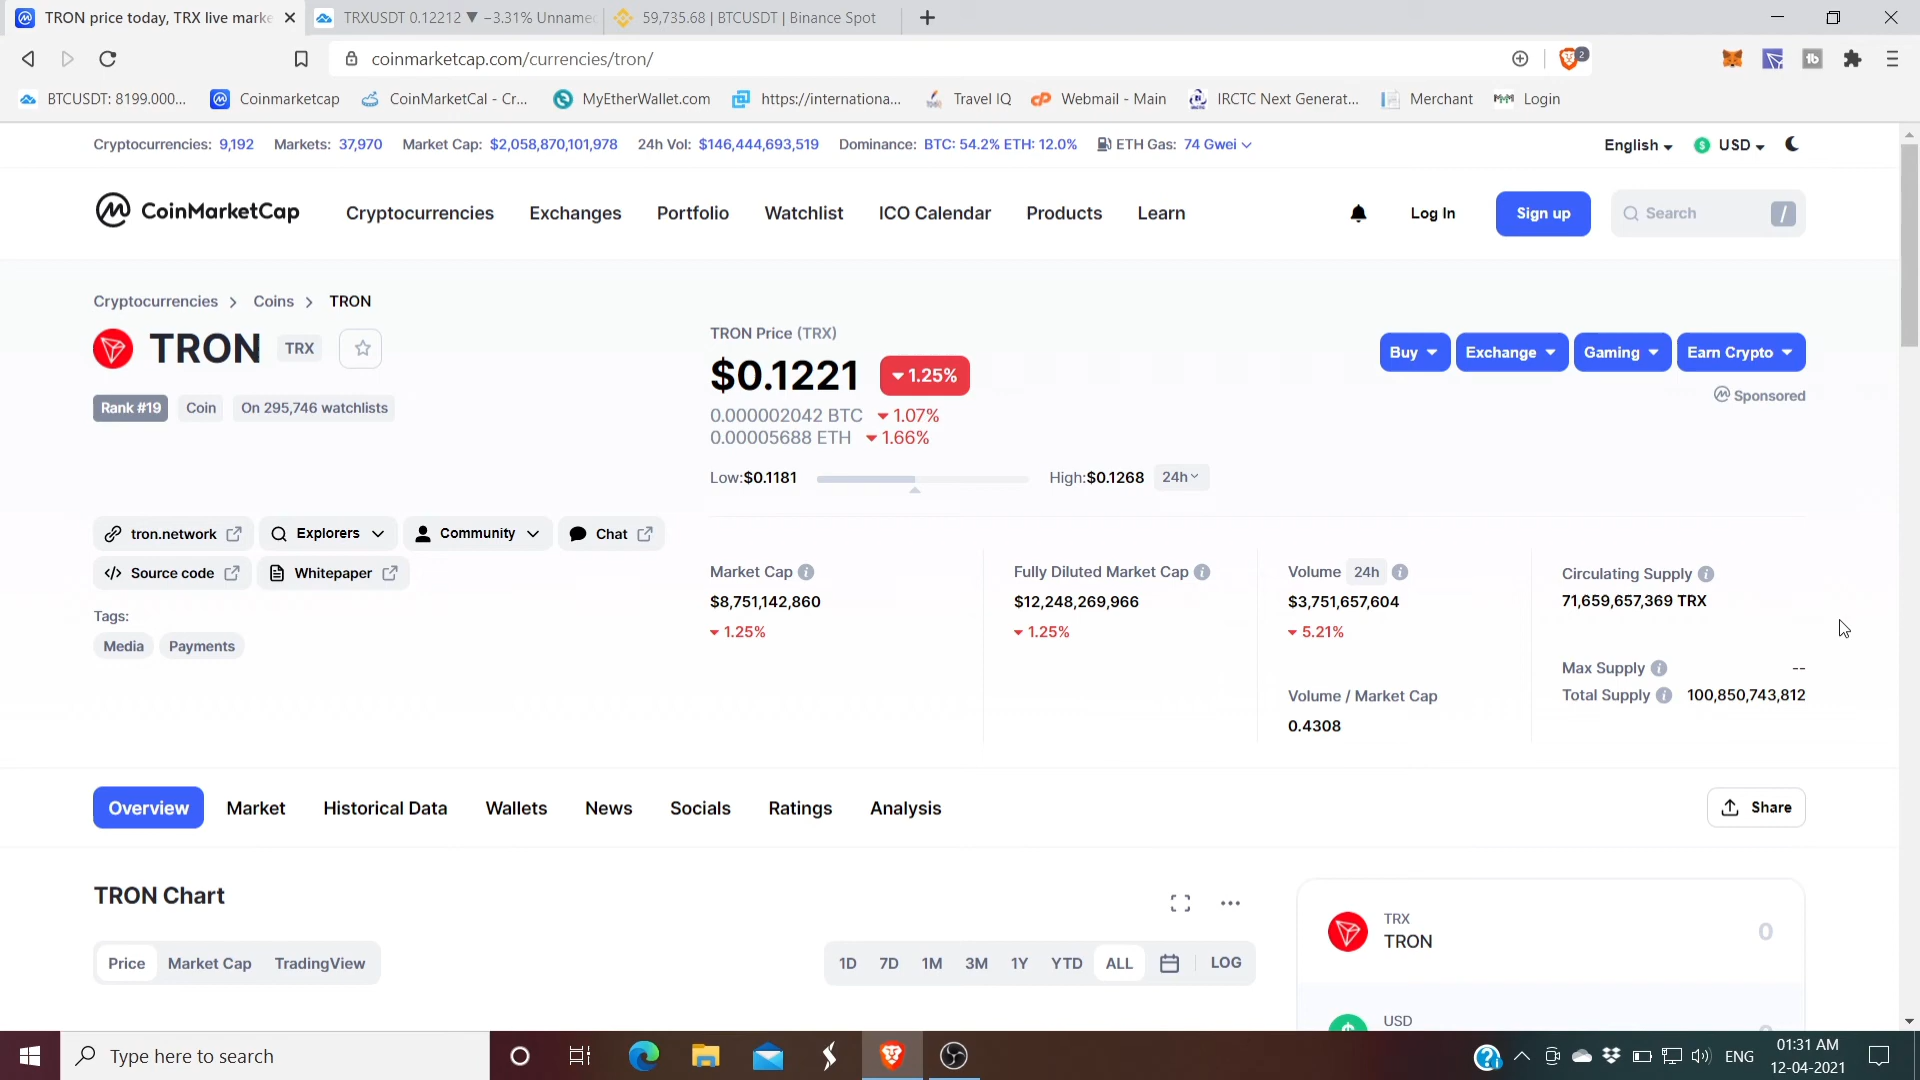 TRON price today, TRX live marke
TRXUSDT 0.12212 ▼ −3.31% Unname
59,735.68 | BTCUSDT | Binance Spot
coinmarketcap.com/currencies/tron/
2
BTCUSDT: 8199.000...
Coinmarketcap
CoinMarketCal - Cr...
MyEtherWallet.com
https://internationa...
Travel IQ
Webmail - Main
IRCTC Next Generat...
Merchant
Login
Cryptocurrencies: 9,192 Markets: 37,970 Market Cap: $2,058,870,101,978 24h Vol: $146,444,693,519 Dominance: BTC: 54.2% ETH: 12.0% ETH Gas: 74 Gwei
English USD
CoinMarketCap
Cryptocurrencies Exchanges Portfolio Watchlist ICO Calendar Products Learn
Log In Sign up Search /
Cryptocurrencies > Coins > TRON
TRON TRX
Rank #19 Coin On 295,746 watchlists
TRON Price (TRX)
$0.1221 1.25%
0.000002042 BTC 1.07%
0.00005688 ETH 1.66%
Low:$0.1181 High:$0.1268 24h
Buy Exchange Gaming Earn Crypto
Sponsored
tron.network Explorers Community Chat
Source code Whitepaper
Tags:
Media Payments
Market Cap
$8,751,142,860
1.25%
Fully Diluted Market Cap
$12,248,269,966
1.25%
Volume 24h
$3,751,657,604
5.21%
Volume / Market Cap
0.4308
Circulating Supply
71,659,657,369 TRX
Max Supply --
Total Supply 100,850,743,812
Overview Market Historical Data Wallets News Socials Ratings Analysis
Share
TRON Chart
Price Market Cap TradingView
1D 7D 1M 3M 1Y YTD ALL LOG
TRX
TRON 0
USD
Type here to search
ENG
01:31 AM
12-04-2021